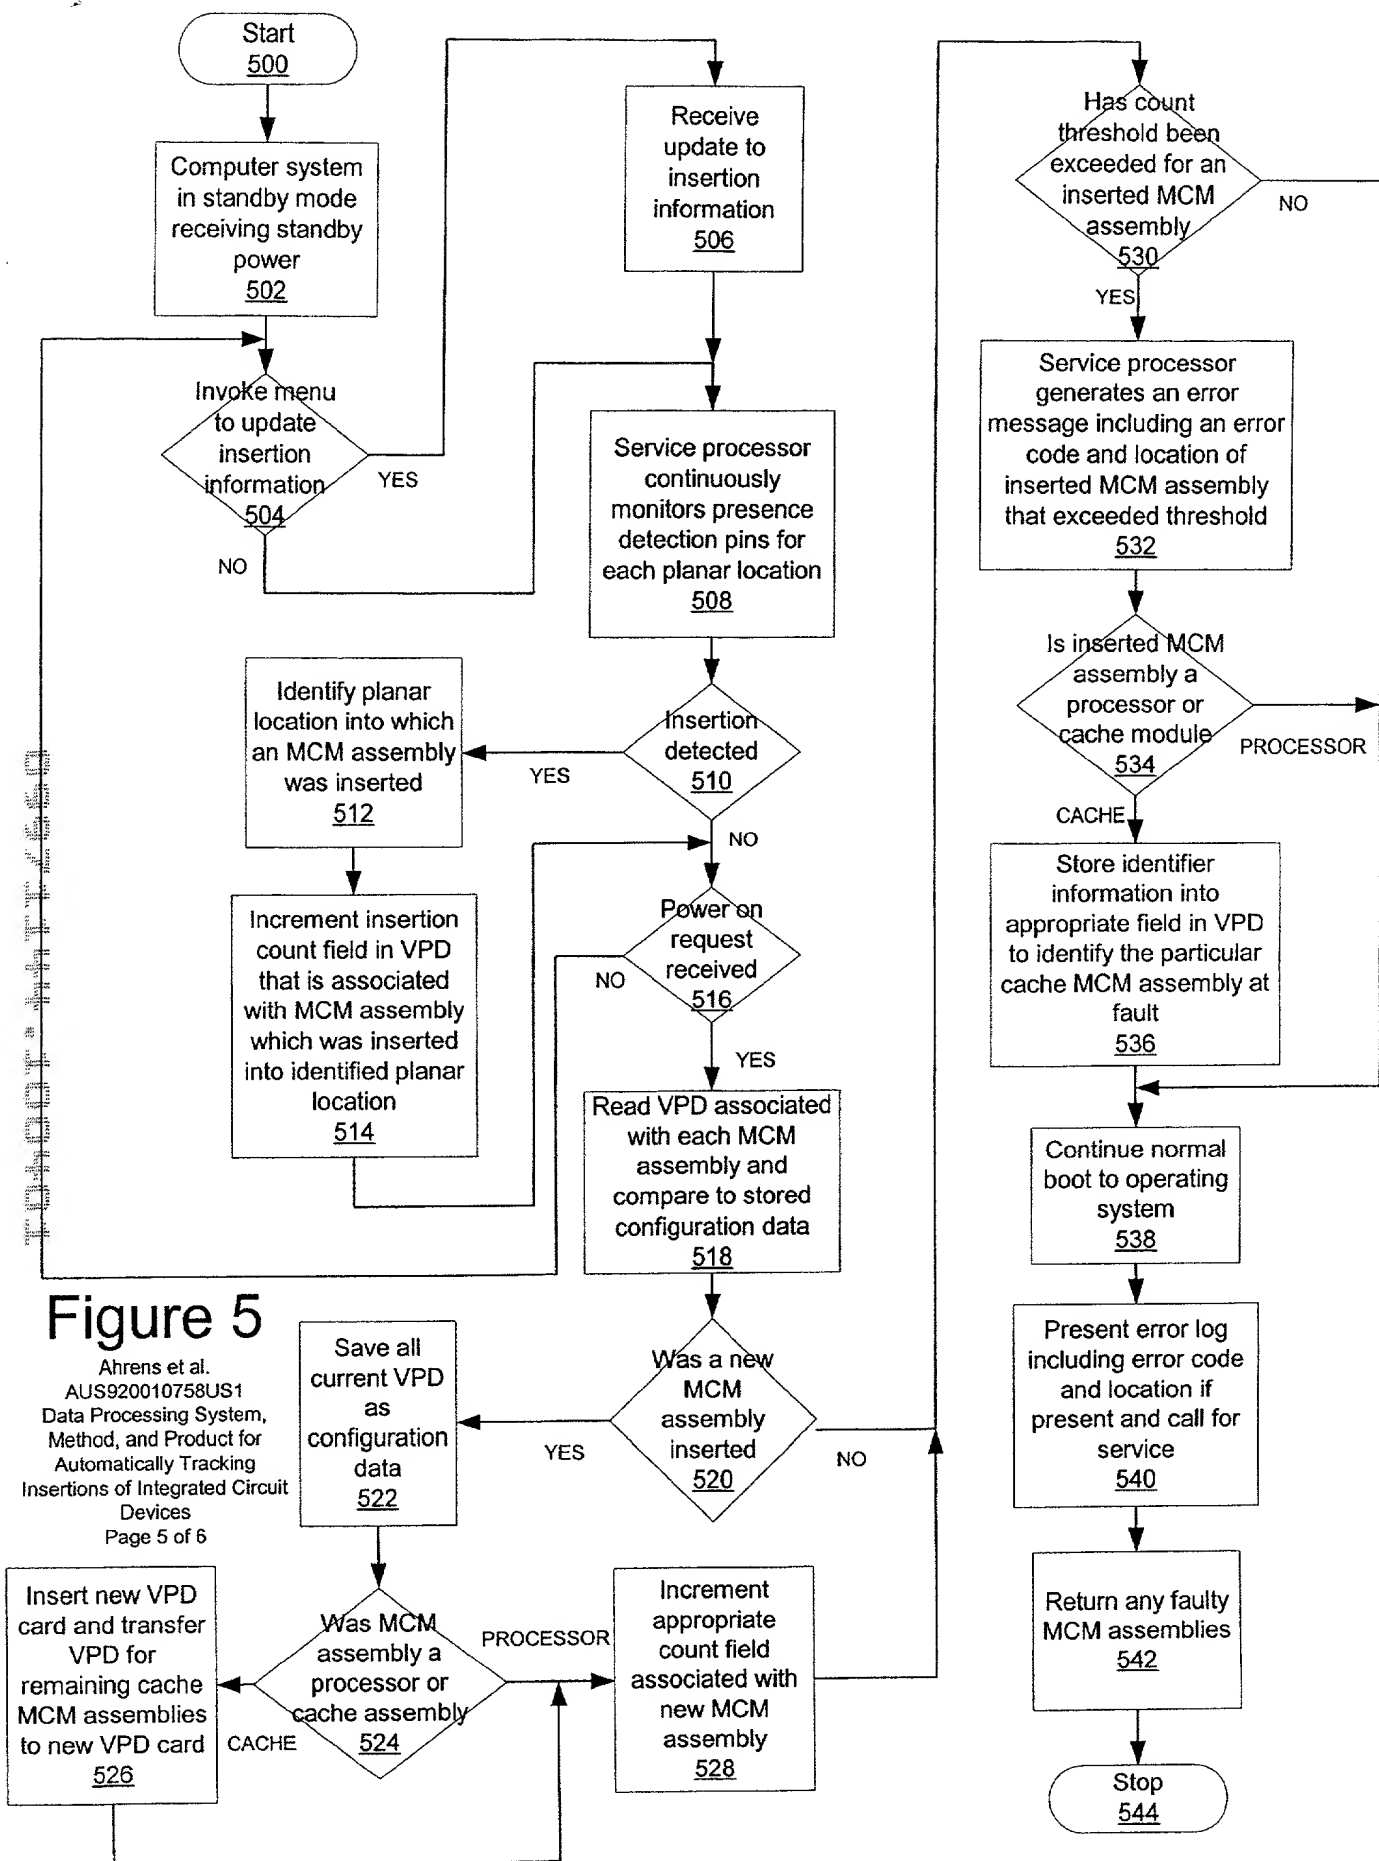 Start
500
Computer system
in standby mode
receiving standby
power
502
Invoke menu
to update
insertion
information
504
YES
NO
Receive
update to
insertion
information
506
Service processor
continuously
monitors presence
detection pins for
each planar location
508
Insertion
detected
510
YES
NO
Identify planar
location into which
an MCM assembly
was inserted
512
Increment insertion
count field in VPD
that is associated
with MCM assembly
which was inserted
into identified planar
location
514
Power on
request
received
516
NO
YES
Read VPD associated
with each MCM
assembly and
compare to stored
configuration data
518
Was a new
MCM
assembly
inserted
520
YES
NO
Save all
current VPD
as
configuration
data
522
Was MCM
assembly a
processor or
cache assembly
524
PROCESSOR
CACHE
Insert new VPD
card and transfer
VPD for
remaining cache
MCM assemblies
to new VPD card
526
Increment
appropriate
count field
associated with
new MCM
assembly
528
Has count
threshold been
exceeded for an
inserted MCM
assembly
530
NO
YES
Service processor
generates an error
message including an error
code and location of
inserted MCM assembly
that exceeded threshold
532
Is inserted MCM
assembly a
processor or
cache module
534
PROCESSOR
CACHE
Store identifier
information into
appropriate field in VPD
to identify the particular
cache MCM assembly at
fault
536
Continue normal
boot to operating
system
538
Present error log
including error code
and location if
present and call for
service
540
Return any faulty
MCM assemblies
542
Stop
544
Figure 5
Ahrens et al.
AUS920010758US1
Data Processing System,
Method, and Product for
Automatically Tracking
Insertions of Integrated Circuit
Devices
Page 5 of 6